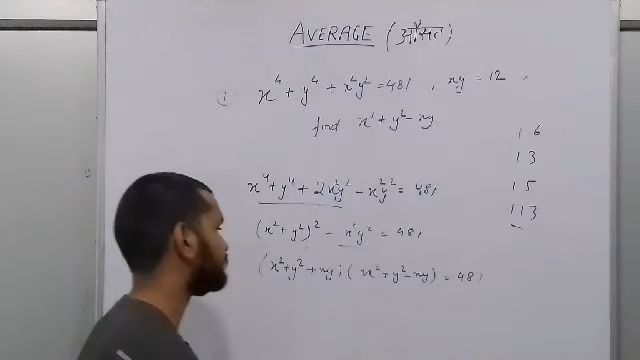 AVERAGE (औसत)
(i) x⁴ + y⁴ + x²y² = 481, xy = 12,
find x² + y² - xy
x⁴ + y⁴ + 2x²y² - x²y² = 481
(x² + y²)² - x²y² = 481
(x² + y² + xy) (x² + y² - xy) = 481
16
13
15
113